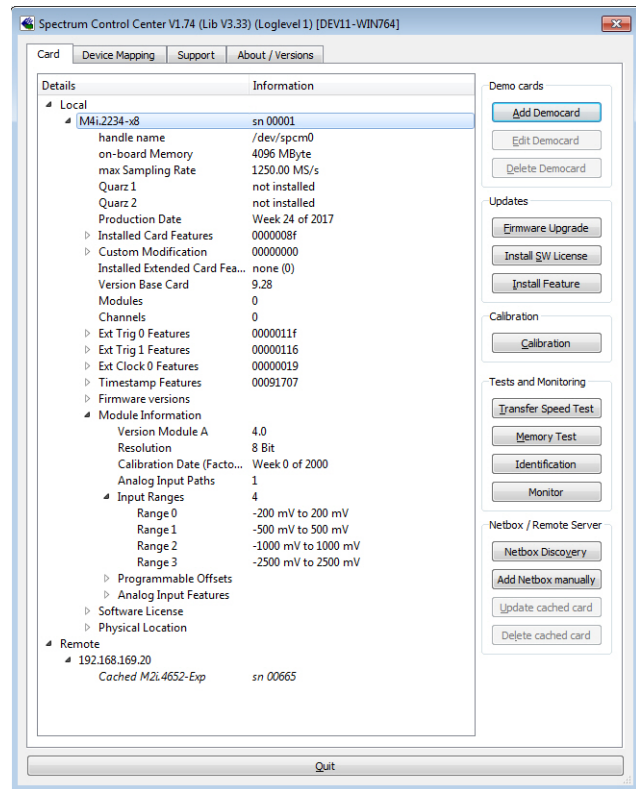 Spectrum Control Center V1.74 (Lib V3.33) (Loglevel 1) [DEV11-WIN764]
Card Device Mapping Support About / Versions
Details Information
Local
M4i.2234-x8 sn 00001
handle name /dev/spcm0
on-board Memory 4096 MByte
max Sampling Rate 1250.00 MS/s
Quarz 1 not installed
Quarz 2 not installed
Production Date Week 24 of 2017
Installed Card Features 0000008f
Custom Modification 00000000
Installed Extended Card Fea... none (0)
Version Base Card 9.28
Modules 0
Channels 0
Ext Trig 0 Features 0000011f
Ext Trig 1 Features 00000116
Ext Clock 0 Features 00000019
Timestamp Features 00091707
Firmware versions
Module Information
Version Module A 4.0
Resolution 8 Bit
Calibration Date (Facto... Week 0 of 2000
Analog Input Paths 1
Input Ranges 4
Range 0 -200 mV to 200 mV
Range 1 -500 mV to 500 mV
Range 2 -1000 mV to 1000 mV
Range 3 -2500 mV to 2500 mV
Programmable Offsets
Analog Input Features
Software License
Physical Location
Remote
192.168.169.20
Cached M2i.4652-Exp sn 00665
Demo cards
Add Democard
Edit Democard
Delete Democard
Updates
Firmware Upgrade
Install SW License
Install Feature
Calibration
Calibration
Tests and Monitoring
Transfer Speed Test
Memory Test
Identification
Monitor
Netbox / Remote Server
Netbox Discovery
Add Netbox manually
Update cached card
Delete cached card
Quit